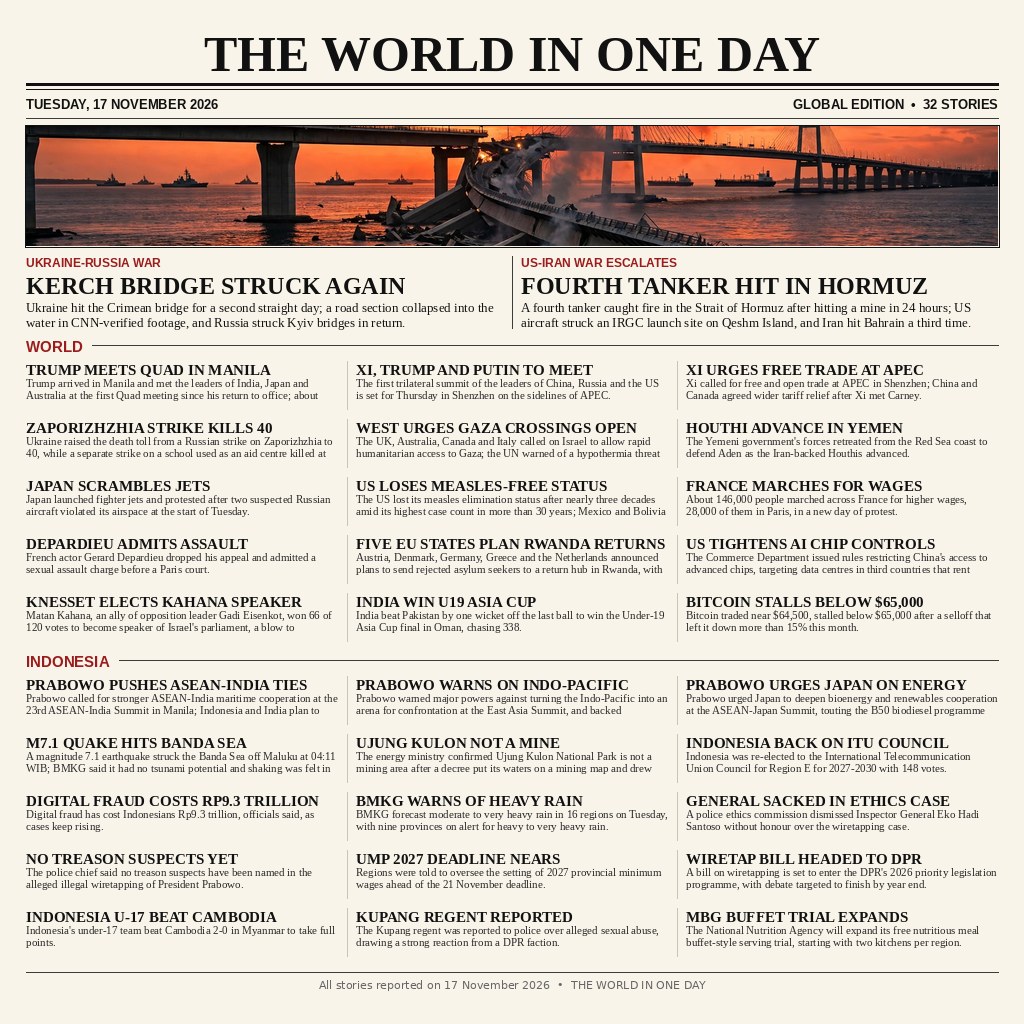 THE WORLD IN ONE DAY
TUESDAY, 17 NOVEMBER 2026
GLOBAL EDITION • 32 STORIES
UKRAINE-RUSSIA WAR
KERCH BRIDGE STRUCK AGAIN
Ukraine hit the Crimean bridge for a second straight day; a road section collapsed into the
water in CNN-verified footage, and Russia struck Kyiv bridges in return.
US-IRAN WAR ESCALATES
FOURTH TANKER HIT IN HORMUZ
A fourth tanker caught fire in the Strait of Hormuz after hitting a mine in 24 hours; US
aircraft struck an IRGC launch site on Qeshm Island, and Iran hit Bahrain a third time.
WORLD
TRUMP MEETS QUAD IN MANILA
Trump arrived in Manila and met the leaders of India, Japan and
Australia at the first Quad meeting since his return to office; about
XI, TRUMP AND PUTIN TO MEET
The first trilateral summit of the leaders of China, Russia and the US
is set for Thursday in Shenzhen on the sidelines of APEC.
XI URGES FREE TRADE AT APEC
Xi called for free and open trade at APEC in Shenzhen; China and
Canada agreed wider tariff relief after Xi met Carney.
ZAPORIZHZHIA STRIKE KILLS 40
Ukraine raised the death toll from a Russian strike on Zaporizhzhia to
40, while a separate strike on a school used as an aid centre killed at
WEST URGES GAZA CROSSINGS OPEN
The UK, Australia, Canada and Italy called on Israel to allow rapid
humanitarian access to Gaza; the UN warned of a hypothermia threat
HOUTHI ADVANCE IN YEMEN
The Yemeni government's forces retreated from the Red Sea coast to
defend Aden as the Iran-backed Houthis advanced.
JAPAN SCRAMBLES JETS
Japan launched fighter jets and protested after two suspected Russian
aircraft violated its airspace at the start of Tuesday.
US LOSES MEASLES-FREE STATUS
The US lost its measles elimination status after nearly three decades
amid its highest case count in more than 30 years; Mexico and Bolivia
FRANCE MARCHES FOR WAGES
About 146,000 people marched across France for higher wages,
28,000 of them in Paris, in a new day of protest.
DEPARDIEU ADMITS ASSAULT
French actor Gerard Depardieu dropped his appeal and admitted a
sexual assault charge before a Paris court.
FIVE EU STATES PLAN RWANDA RETURNS
Austria, Denmark, Germany, Greece and the Netherlands announced
plans to send rejected asylum seekers to a return hub in Rwanda, with
US TIGHTENS AI CHIP CONTROLS
The Commerce Department issued rules restricting China's access to
advanced chips, targeting data centres in third countries that rent
KNESSET ELECTS KAHANA SPEAKER
Matan Kahana, an ally of opposition leader Gadi Eisenkot, won 66 of
120 votes to become speaker of Israel's parliament, a blow to
INDIA WIN U19 ASIA CUP
India beat Pakistan by one wicket off the last ball to win the Under-19
Asia Cup final in Oman, chasing 338.
BITCOIN STALLS BELOW $65,000
Bitcoin traded near $64,500, stalled below $65,000 after a selloff that
left it down more than 15% this month.
INDONESIA
PRABOWO PUSHES ASEAN-INDIA TIES
Prabowo called for stronger ASEAN-India maritime cooperation at the
23rd ASEAN-India Summit in Manila; Indonesia and India plan to
PRABOWO WARNS ON INDO-PACIFIC
Prabowo warned major powers against turning the Indo-Pacific into an
arena for confrontation at the East Asia Summit, and backed
PRABOWO URGES JAPAN ON ENERGY
Prabowo urged Japan to deepen bioenergy and renewables cooperation
at the ASEAN-Japan Summit, touting the B50 biodiesel programme
M7.1 QUAKE HITS BANDA SEA
A magnitude 7.1 earthquake struck the Banda Sea off Maluku at 04:11
WIB; BMKG said it had no tsunami potential and shaking was felt in
UJUNG KULON NOT A MINE
The energy ministry confirmed Ujung Kulon National Park is not a
mining area after a decree put its waters on a mining map and drew
INDONESIA BACK ON ITU COUNCIL
Indonesia was re-elected to the International Telecommunication
Union Council for Region E for 2027-2030 with 148 votes.
DIGITAL FRAUD COSTS RP9.3 TRILLION
Digital fraud has cost Indonesians Rp9.3 trillion, officials said, as
cases keep rising.
BMKG WARNS OF HEAVY RAIN
BMKG forecast moderate to very heavy rain in 16 regions on Tuesday,
with nine provinces on alert for heavy to very heavy rain.
GENERAL SACKED IN ETHICS CASE
A police ethics commission dismissed Inspector General Eko Hadi
Santoso without honour over the wiretapping case.
NO TREASON SUSPECTS YET
The police chief said no treason suspects have been named in the
alleged illegal wiretapping of President Prabowo.
UMP 2027 DEADLINE NEARS
Regions were told to oversee the setting of 2027 provincial minimum
wages ahead of the 21 November deadline.
WIRETAP BILL HEADED TO DPR
A bill on wiretapping is set to enter the DPR's 2026 priority legislation
programme, with debate targeted to finish by year end.
INDONESIA U-17 BEAT CAMBODIA
Indonesia's under-17 team beat Cambodia 2-0 in Myanmar to take full
points.
KUPANG REGENT REPORTED
The Kupang regent was reported to police over alleged sexual abuse,
drawing a strong reaction from a DPR faction.
MBG BUFFET TRIAL EXPANDS
The National Nutrition Agency will expand its free nutritious meal
buffet-style serving trial, starting with two kitchens per region.
All stories reported on 17 November 2026 • THE WORLD IN ONE DAY